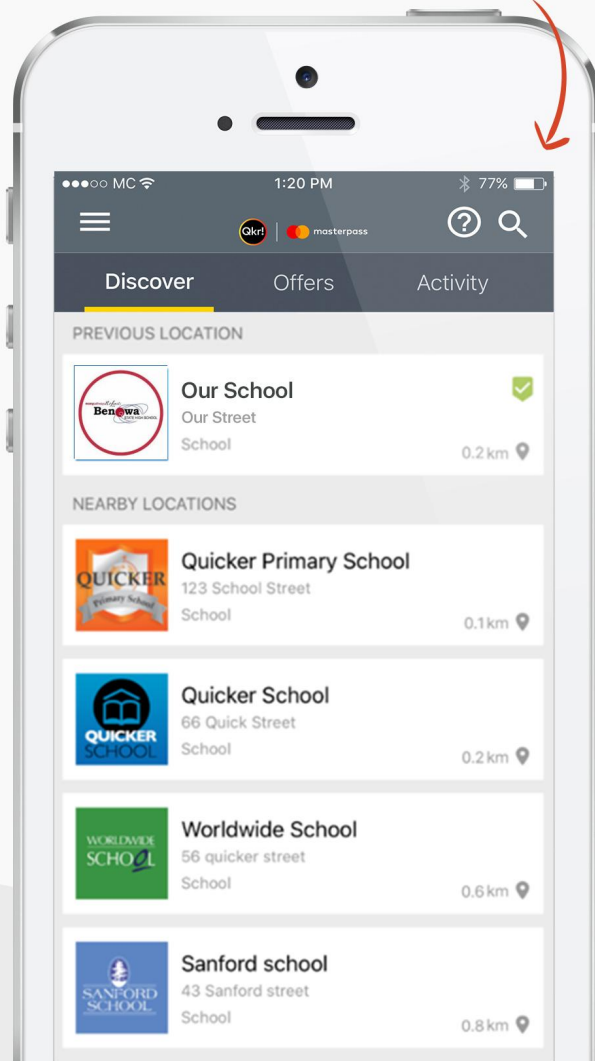 MC
1:20 PM
77%
Qkr!
masterpass
Discover
Offers
Activity
PREVIOUS LOCATION
Benowa
STATE HIGH SCHOOL
Our School
Our Street
School
0.2 km
NEARBY LOCATIONS
QUICKER
Primary School
Quicker Primary School
123 School Street
School
0.1 km
QUICKER
SCHOOL
Quicker School
66 Quick Street
School
0.2 km
WORLDWIDE
SCHOOL
Worldwide School
56 quicker street
School
0.6 km
SANFORD
SCHOOL
Sanford school
43 Sanford street
School
0.8 km